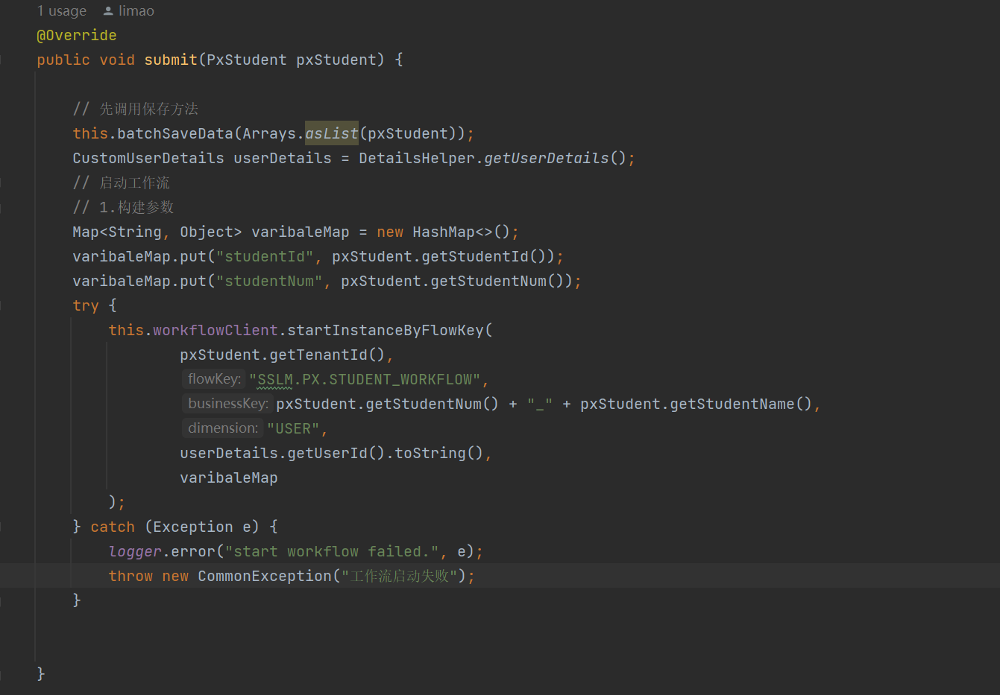 1 usage limao
@Override
public void submit(PxStudent pxStudent) {
// 先调用保存方法
this.batchSaveData(Arrays.asList(pxStudent));
CustomUserDetails userDetails = DetailsHelper.getUserDetails();
// 启动工作流
// 1.构建参数
Map<String, Object> varibaleMap = new HashMap<>();
varibaleMap.put("studentId", pxStudent.getStudentId());
varibaleMap.put("studentNum", pxStudent.getStudentNum());
try {
this.workflowClient.startInstanceByFlowKey(
pxStudent.getTenantId(),
flowKey: "SSLM.PX.STUDENT_WORKFLOW",
businessKey: pxStudent.getStudentNum() + "_" + pxStudent.getStudentName(),
dimension: "USER",
userDetails.getUserId().toString(),
varibaleMap
);
} catch (Exception e) {
logger.error("start workflow failed.", e);
throw new CommonException("工作流启动失败");
}
}